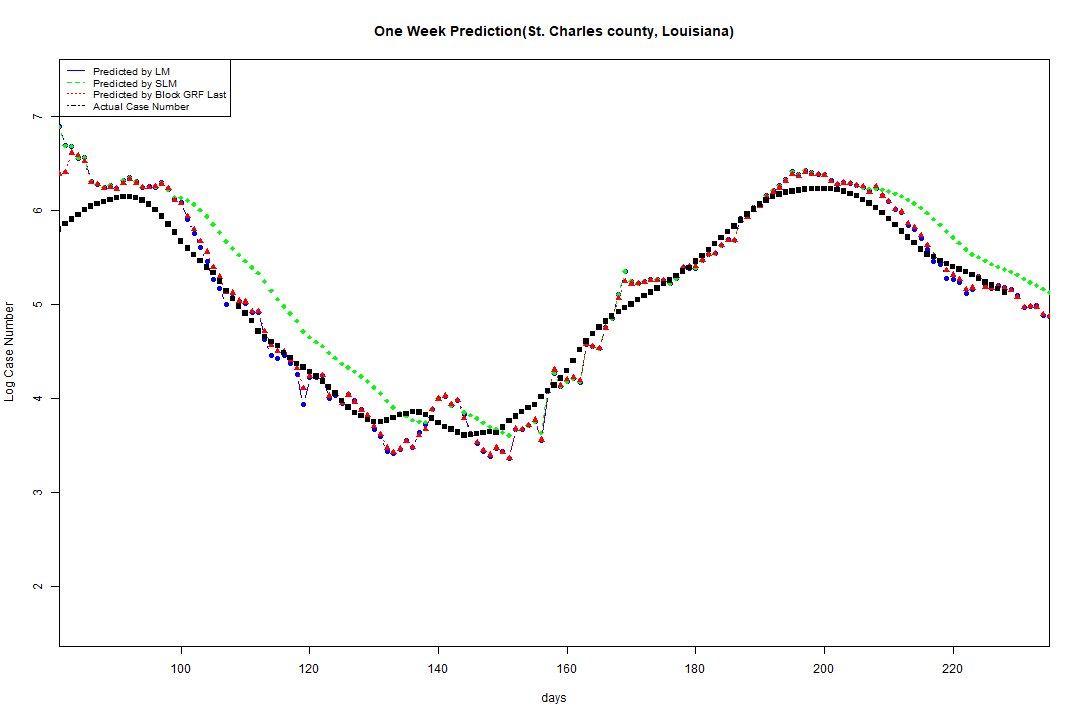 One Week Prediction(St. Charles county, Louisiana)
Predicted by LM
Predicted by SLM
Predicted by Block GRF Last
Actual Case Number
7
6
5
4
3
2
Log Case Number
100 120 140 160 180 200 220
days